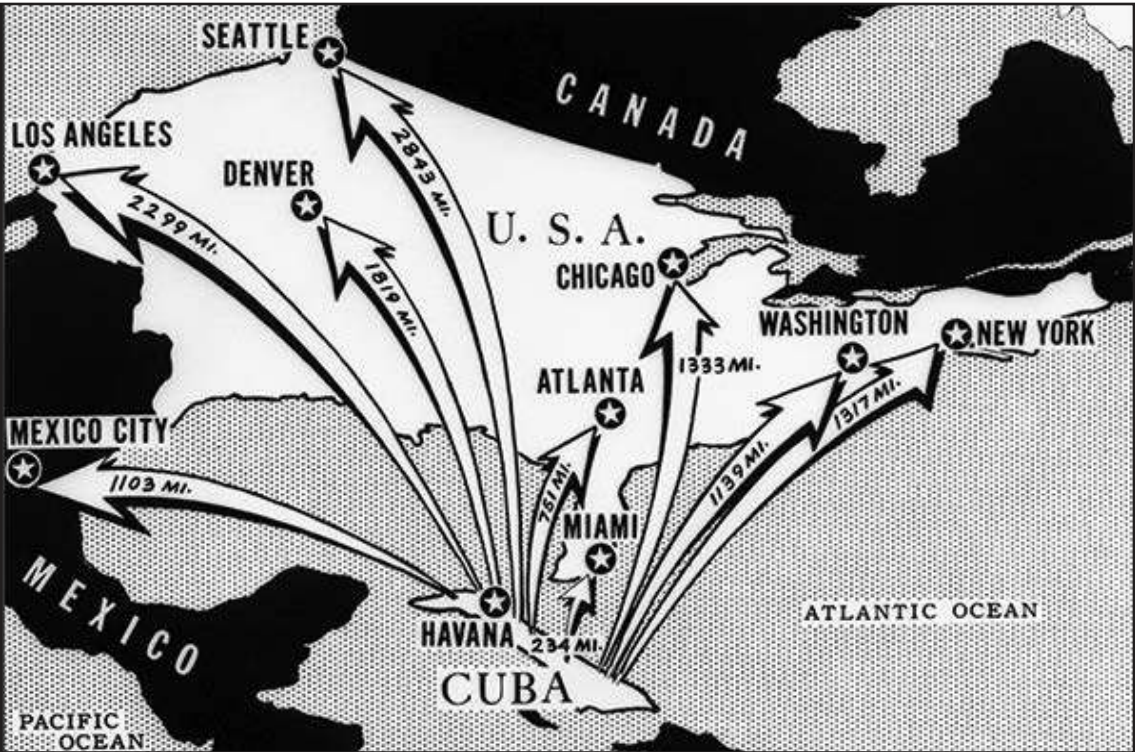 SEATTLE
CANADA
LOS ANGELES
2843 MI.
DENVER
2299 MI.
U. S. A.
CHICAGO
1819 MI.
WASHINGTON
NEW YORK
1333 MI.
ATLANTA
1317 MI.
MEXICO CITY
1103 MI.
761 MI.
1139 MI.
MIAMI
MEXICO
HAVANA
234 MI.
ATLANTIC OCEAN
CUBA
PACIFIC
OCEAN